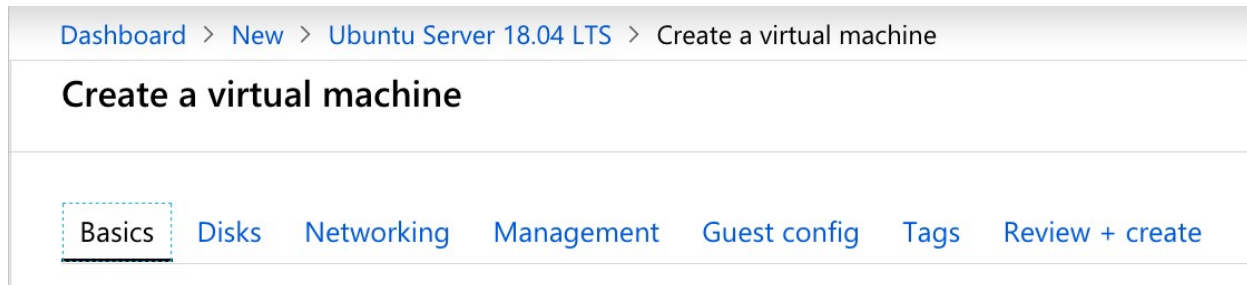 Dashboard > New > Ubuntu Server 18.04 LTS > Create a virtual machine
Create a virtual machine
Basics Disks Networking Management Guest config Tags Review + create